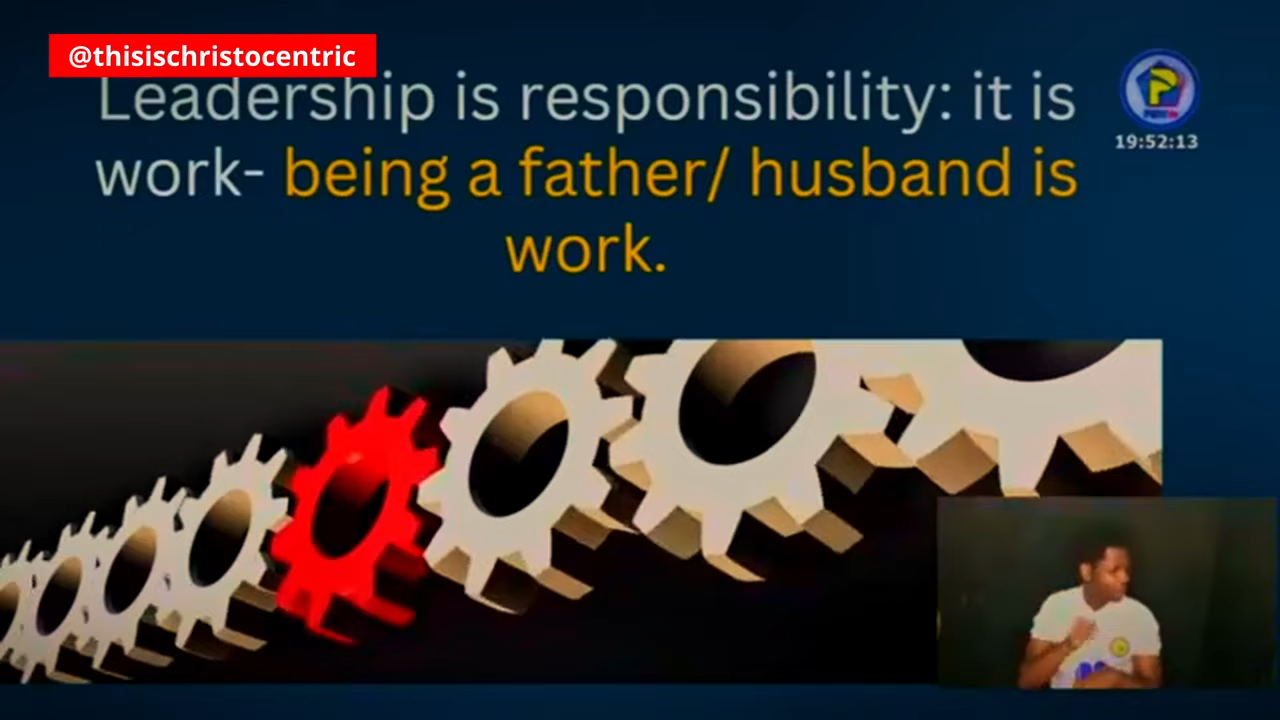 @thisischristocentric
Leadership is responsibility: it is
work- being a father/ husband is
work.
19:52:13